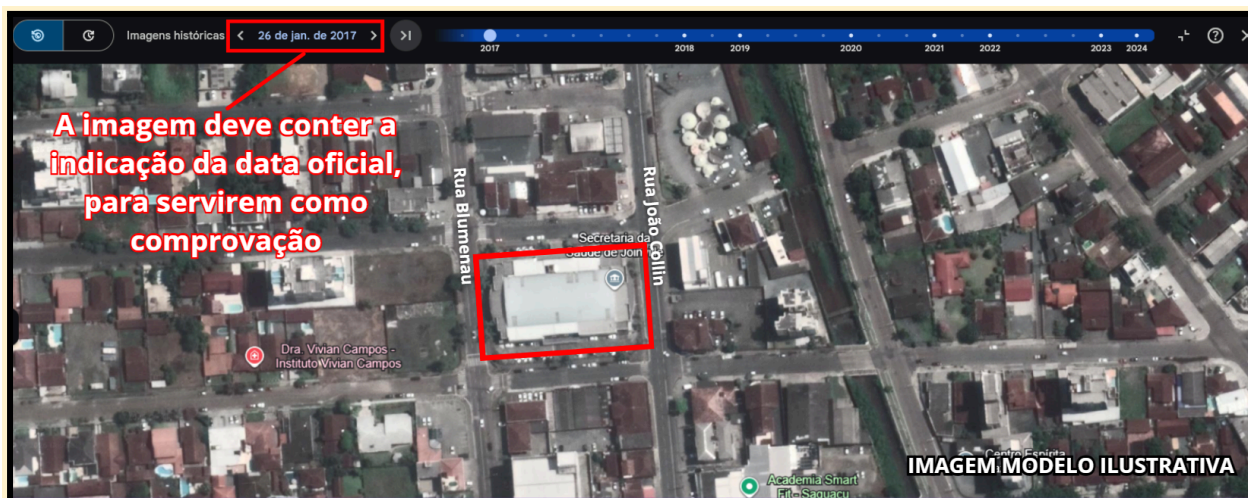 Imagens históricas
26 de jan. de 2017
2017 2018 2019 2020 2021 2022 2023 2024
A imagem deve conter a
indicação da data oficial,
para servirem como
comprovação
Rua Blumenau
Rua João Collin
Secretaria da
Saúde de Join
Dra. Vivian Campos -
Instituto Vivian Campos
Centro Espírita
IMAGEM MODELO ILUSTRATIVA
Academia Smart
Fit - Saguaçu